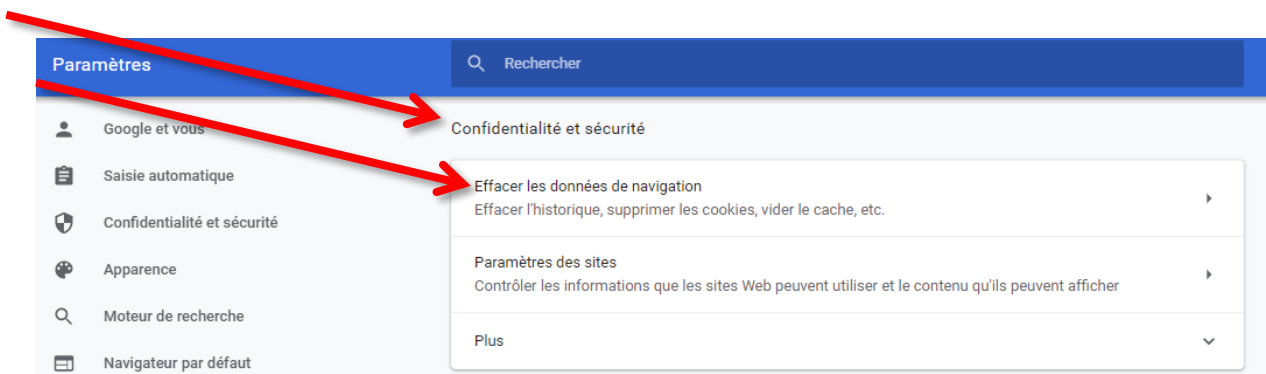 Paramètres
Rechercher
Google et vous
Saisie automatique
Confidentialité et sécurité
Apparence
Moteur de recherche
Navigateur par défaut
Confidentialité et sécurité
Effacer les données de navigation
Effacer l'historique, supprimer les cookies, vider le cache, etc.
Paramètres des sites
Contrôler les informations que les sites Web peuvent utiliser et le contenu qu'ils peuvent afficher
Plus